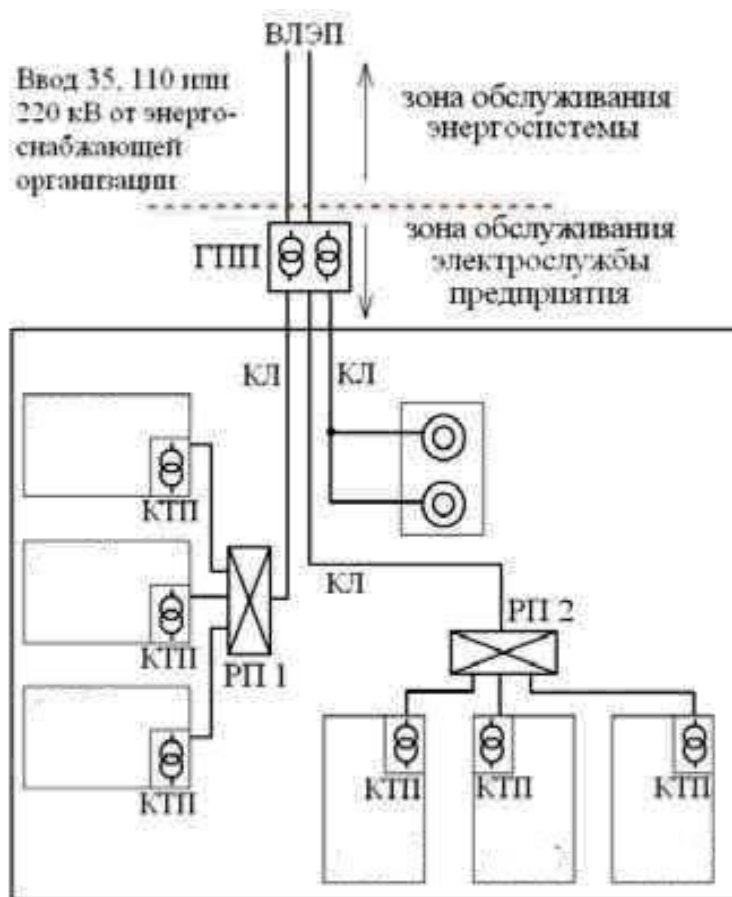 ВЛЭП
Ввод 35, 110 или
220 кВ от энерго-
снабжающей
организации
зона обслуживания
энергосистемы
ГПП
зона обслуживания
электрослужбы
предприятия
КЛ
КЛ
КТП
КТП
КЛ
РП 2
РП 1
КТП
КТП
КТП
КТП